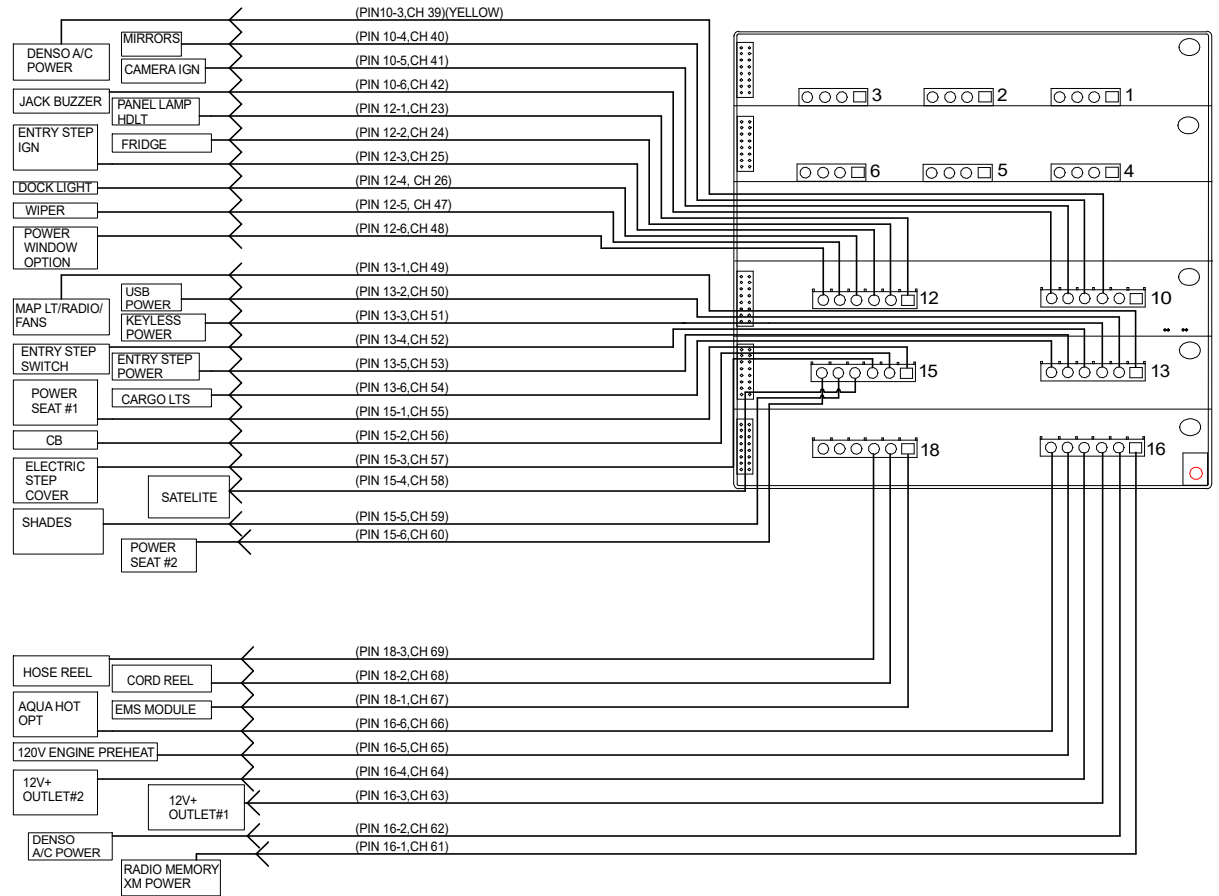 (PIN10-3,CH 39)(YELLOW)
DENSO A/C
POWER
MIRRORS
(PIN 10-4,CH 40)
CAMERA IGN
(PIN 10-5,CH 41)
JACK BUZZER
(PIN 10-6,CH 42)
PANEL LAMP
HDLT
(PIN 12-1,CH 23)
ENTRY STEP
IGN
FRIDGE
(PIN 12-2,CH 24)
(PIN 12-3,CH 25)
DOCK LIGHT
(PIN 12-4, CH 26)
WIPER
(PIN 12-5, CH 47)
POWER
WINDOW
OPTION
(PIN 12-6,CH 48)
(PIN 13-1,CH 49)
MAP LT/RADIO/
FANS
USB
POWER
(PIN 13-2,CH 50)
KEYLESS
POWER
(PIN 13-3,CH 51)
ENTRY STEP
SWITCH
(PIN 13-4,CH 52)
ENTRY STEP
POWER
(PIN 13-5,CH 53)
POWER
SEAT #1
CARGO LTS
(PIN 13-6,CH 54)
(PIN 15-1,CH 55)
CB
(PIN 15-2,CH 56)
ELECTRIC
STEP
COVER
(PIN 15-3,CH 57)
SATELITE
(PIN 15-4,CH 58)
SHADES
(PIN 15-5,CH 59)
POWER
SEAT #2
(PIN 15-6,CH 60)
3
2
1
6
5
4
12
10
15
13
18
16
HOSE REEL
(PIN 18-3,CH 69)
CORD REEL
(PIN 18-2,CH 68)
AQUA HOT
OPT
EMS MODULE
(PIN 18-1,CH 67)
(PIN 16-6,CH 66)
120V ENGINE PREHEAT
(PIN 16-5,CH 65)
12V+
OUTLET#2
(PIN 16-4,CH 64)
12V+
OUTLET#1
(PIN 16-3,CH 63)
DENSO
A/C POWER
(PIN 16-2,CH 62)
RADIO MEMORY
XM POWER
(PIN 16-1,CH 61)